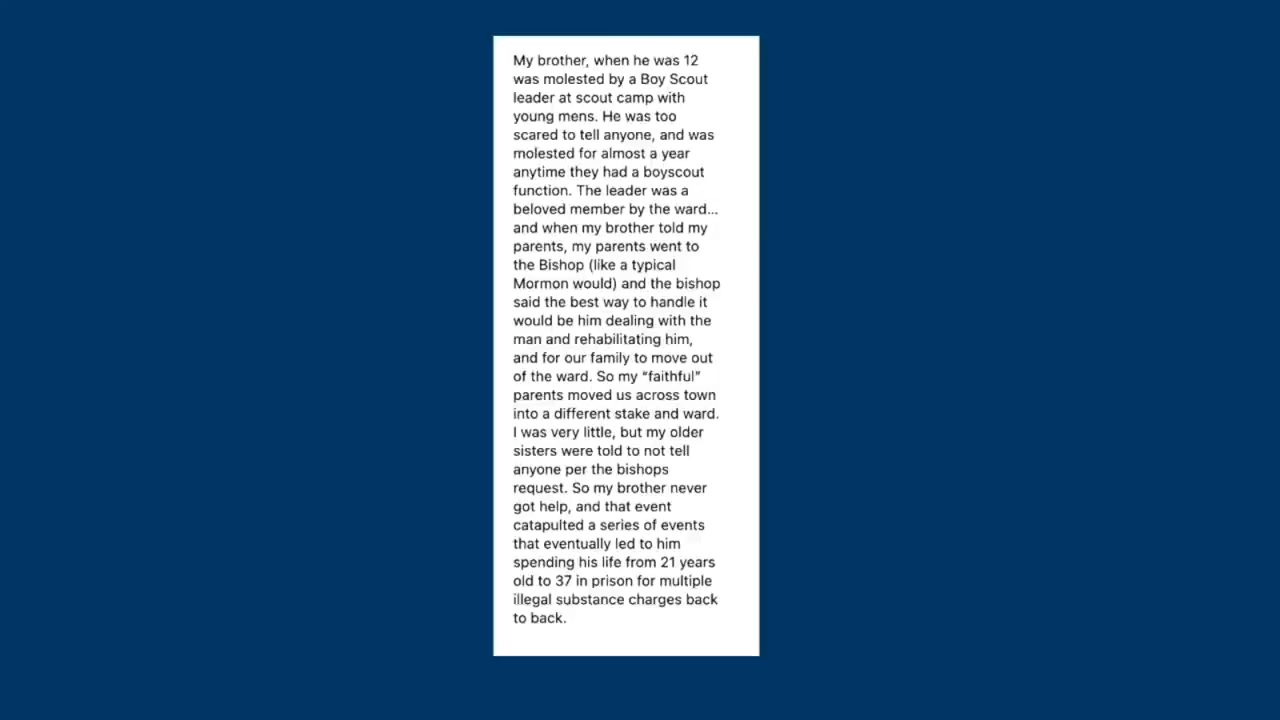 My brother, when he was 12
was molested by a Boy Scout
leader at scout camp with
young mens. He was too
scared to tell anyone, and was
molested for almost a year
anytime they had a boyscout
function. The leader was a
beloved member by the ward...
and when my brother told my
parents, my parents went to
the Bishop (like a typical
Mormon would) and the bishop
said the best way to handle it
would be him dealing with the
man and rehabilitating him,
and for our family to move out
of the ward. So my “faithful”
parents moved us across town
into a different stake and ward.
I was very little, but my older
sisters were told to not tell
anyone per the bishops
request. So my brother never
got help, and that event
catapulted a series of events
that eventually led to him
spending his life from 21 years
old to 37 in prison for multiple
illegal substance charges back
to back.